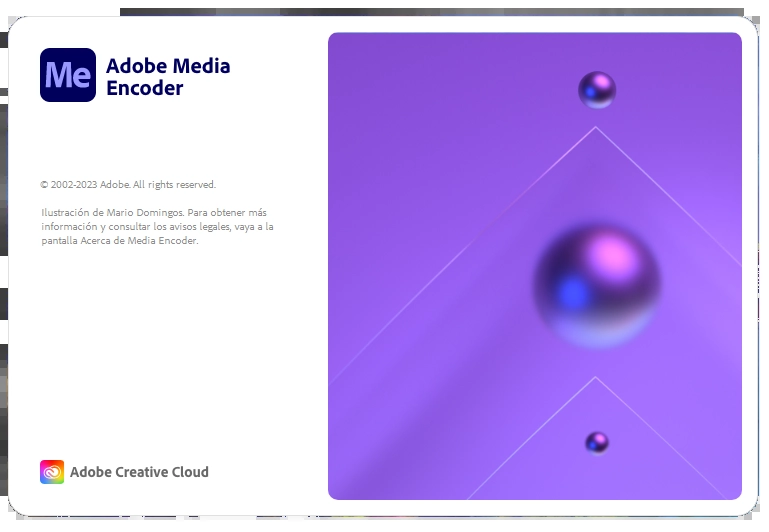 Me
Adobe Media
Encoder
© 2002-2023 Adobe. All rights reserved.
Ilustración de Mario Domingos. Para obtener más
información y consultar los avisos legales, vaya a la
pantalla Acerca de Media Encoder.
Adobe Creative Cloud